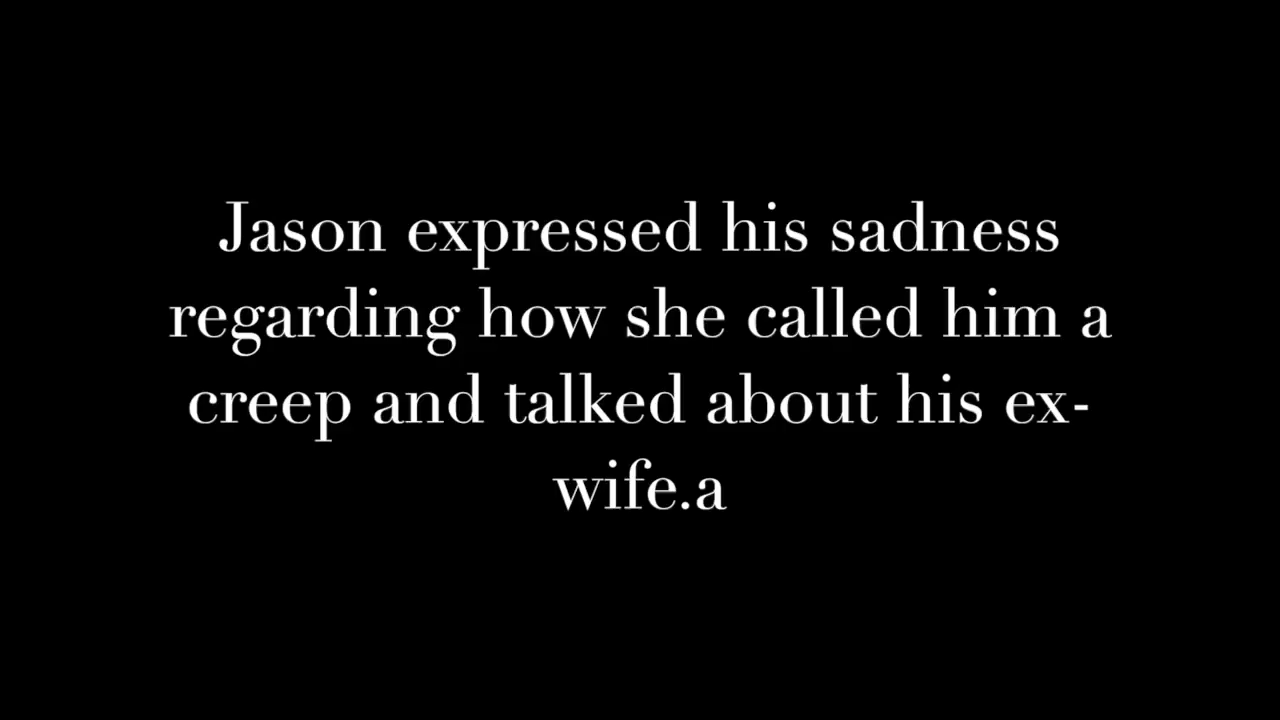 Jason expressed his sadness
regarding how she called him a
creep and talked about his ex-
wife.a